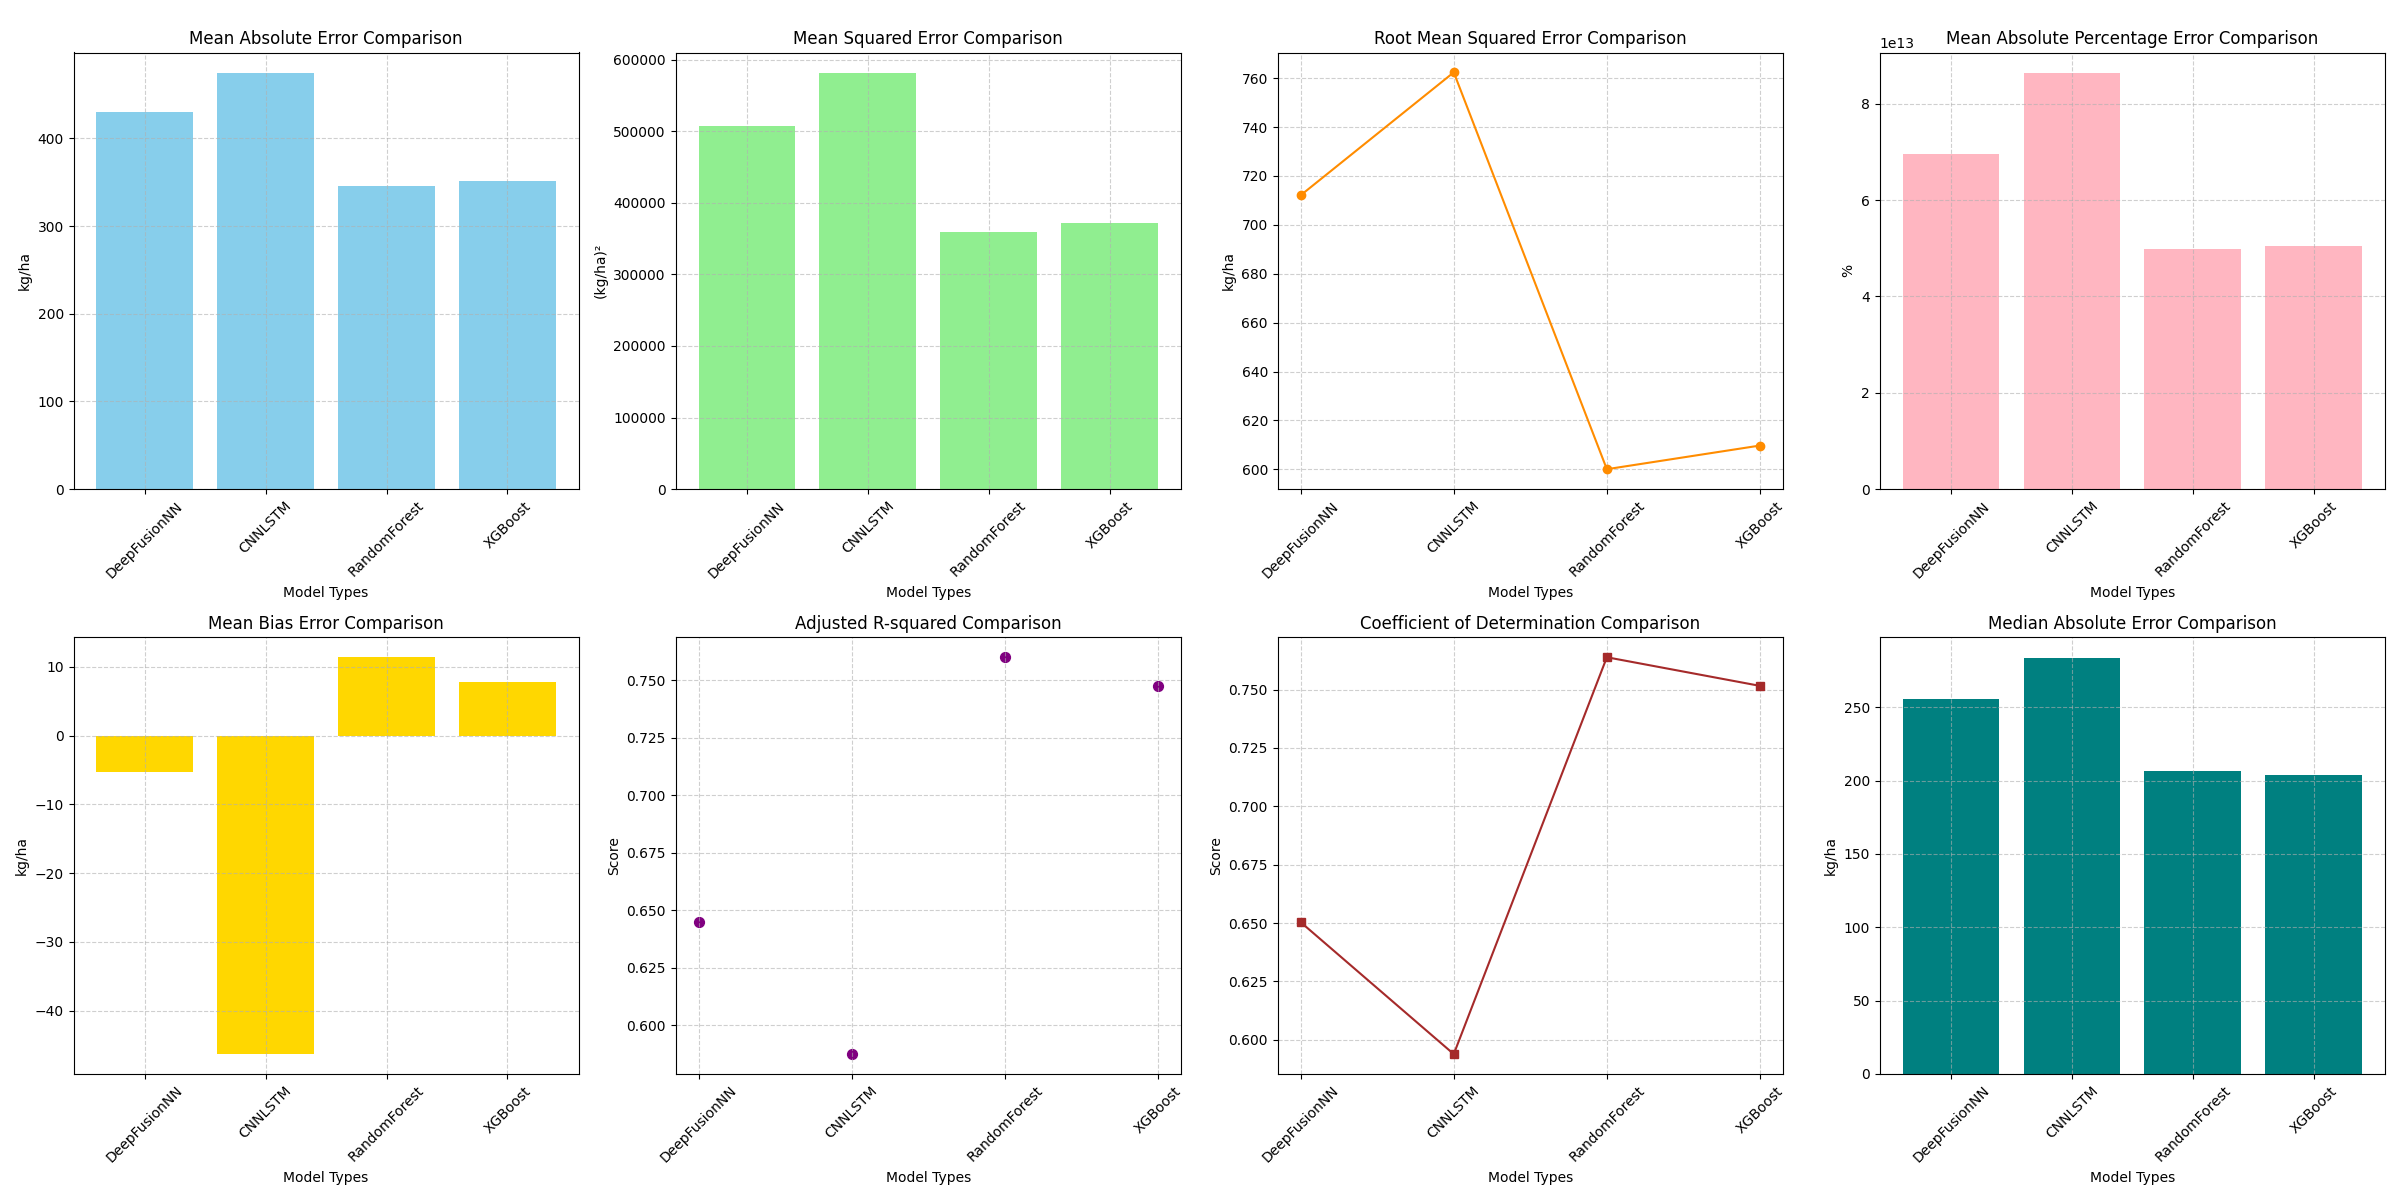 Mean Absolute Error Comparison
kg/ha
400
300
200
100
0
DeepFusionNN
CNNLSTM
RandomForest
XGBoost
Model Types
Mean Squared Error Comparison
(kg/ha)²
600000
500000
400000
300000
200000
100000
0
DeepFusionNN
CNNLSTM
RandomForest
XGBoost
Model Types
Root Mean Squared Error Comparison
kg/ha
760
740
720
700
680
660
640
620
600
DeepFusionNN
CNNLSTM
RandomForest
XGBoost
Model Types
Mean Absolute Percentage Error Comparison
1e13
%
8
6
4
2
0
DeepFusionNN
CNNLSTM
RandomForest
XGBoost
Model Types
Mean Bias Error Comparison
kg/ha
10
0
−10
−20
−30
−40
DeepFusionNN
CNNLSTM
RandomForest
XGBoost
Model Types
Adjusted R-squared Comparison
Score
0.750
0.725
0.700
0.675
0.650
0.625
0.600
DeepFusionNN
CNNLSTM
RandomForest
XGBoost
Model Types
Coefficient of Determination Comparison
Score
0.750
0.725
0.700
0.675
0.650
0.625
0.600
DeepFusionNN
CNNLSTM
RandomForest
XGBoost
Model Types
Median Absolute Error Comparison
kg/ha
250
200
150
100
50
0
DeepFusionNN
CNNLSTM
RandomForest
XGBoost
Model Types